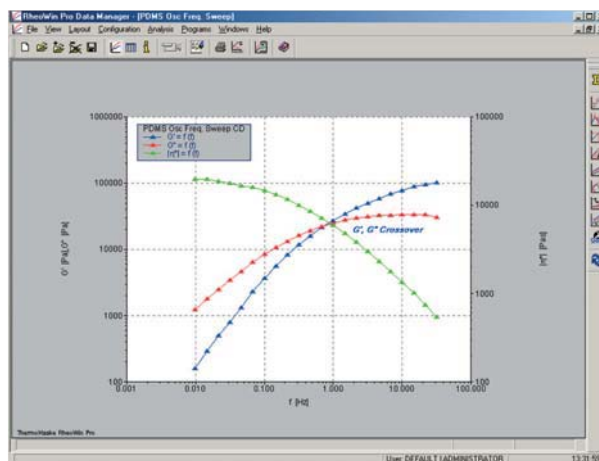 RheoWin Pro Data Manager - [PDMS Osc Freq. Sweep]
File View Layout Configuration Analysis Programs Windows Help
PDMS Osc Freq. Sweep CD
G' = f (f)
G" = f (f)
|η*| = f (f)
1000000
100000
10000
1000
100
G' [Pa], G" [Pa]
100000
10000
1000
100
|η*| [Pas]
G', G" Crossover
0.001 0.010 0.100 1.000 10.000 100.000
f [Hz]
ThermoHaake RheoWin Pro
User: DEFAULT (ADMINISTRATOR)